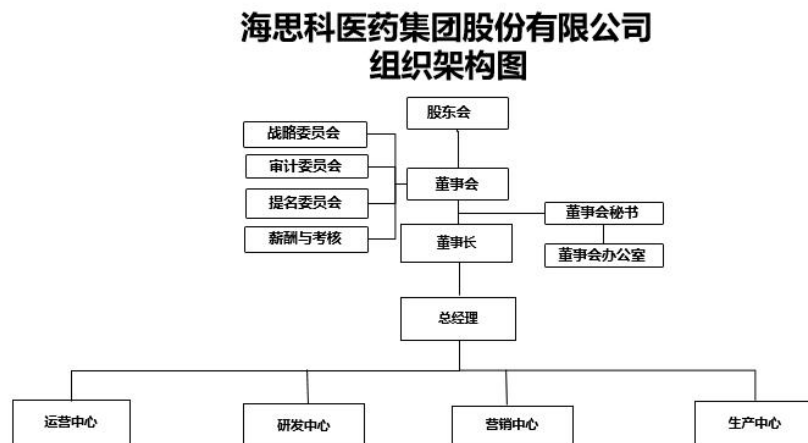 海思科医药集团股份有限公司
组织架构图
股东会
战略委员会
审计委员会
董事会
提名委员会
董事会秘书
薪酬与考核
董事长
董事会办公室
总经理
运营中心
研发中心
营销中心
生产中心